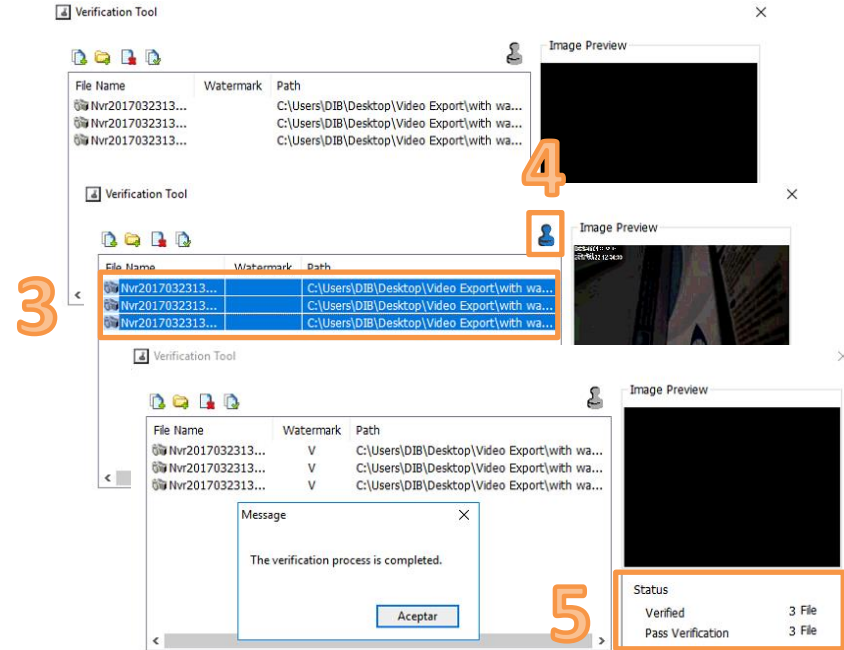 Verification Tool
Image Preview
File Name Watermark Path
Nvr2017032313... C:\Users\DIB\Desktop\Video Export\with wa...
Nvr2017032313... C:\Users\DIB\Desktop\Video Export\with wa...
Nvr2017032313... C:\Users\DIB\Desktop\Video Export\with wa...
4
Verification Tool
Image Preview
File Name Watermark Path
3
Nvr2017032313... C:\Users\DIB\Desktop\Video Export\with wa...
Nvr2017032313... C:\Users\DIB\Desktop\Video Export\with wa...
Nvr2017032313... C:\Users\DIB\Desktop\Video Export\with wa...
Verification Tool
Image Preview
File Name Watermark Path
Nvr2017032313... V C:\Users\DIB\Desktop\Video Export\with wa...
Nvr2017032313... V C:\Users\DIB\Desktop\Video Export\with wa...
Nvr2017032313... V C:\Users\DIB\Desktop\Video Export\with wa...
Message
The verification process is completed.
Aceptar
5
Status
Verified 3 File
Pass Verification 3 File